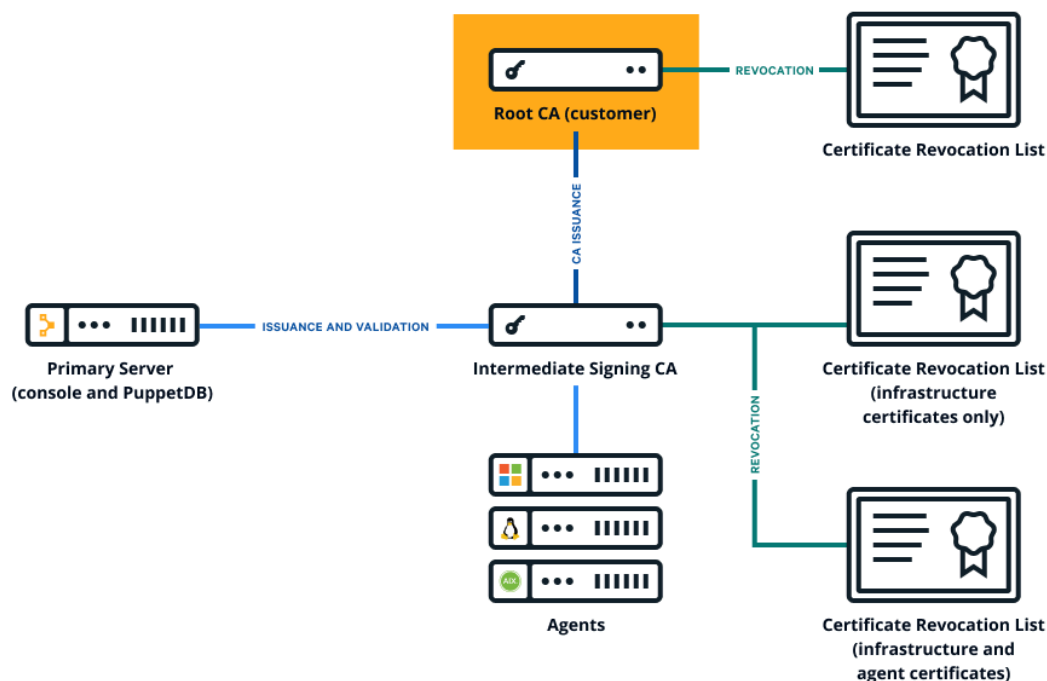 Root CA (customer)
REVOCATION
Certificate Revocation List
CA ISSUANCE
Primary Server
(console and PuppetDB)
ISSUANCE AND VALIDATION
Intermediate Signing CA
Certificate Revocation List
(infrastructure
certificates only)
REVOCATION
AIX
Agents
Certificate Revocation List
(infrastructure and
agent certificates)